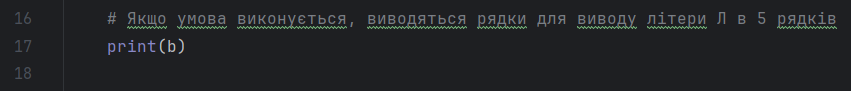 16 # Якщо умова виконується, виводяться рядки для виводу літери Л в 5 рядків
17 print(b)
18